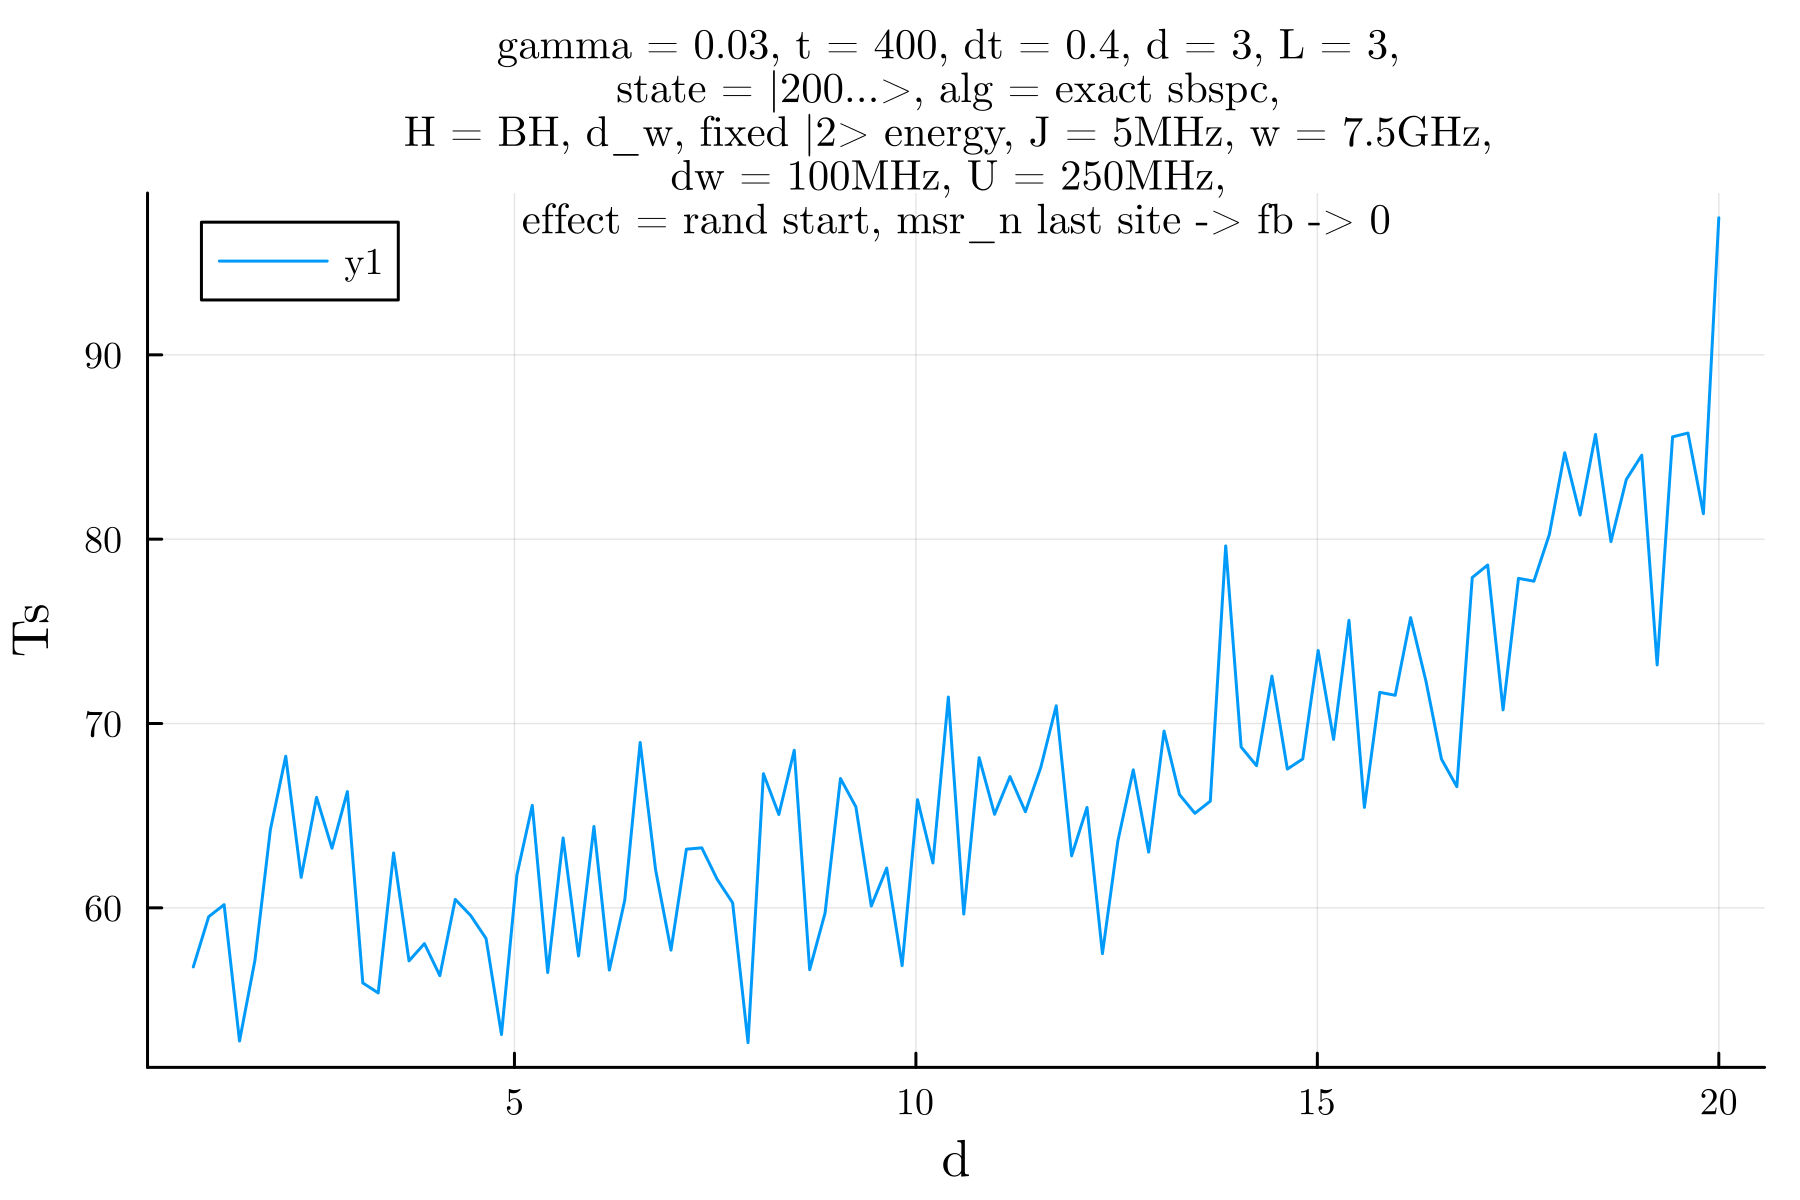 gamma = 0.03, t = 400, dt = 0.4, d = 3, L = 3,
state = |200...>, alg = exact sbspc,
H = BH, d_w, fixed |2> energy, J = 5MHz, w = 7.5GHz,
dw = 100MHz, U = 250MHz,
effect = rand start, msr_n last site -> fb -> 0
y1
90
80
70
60
Ts
5
10
15
20
d